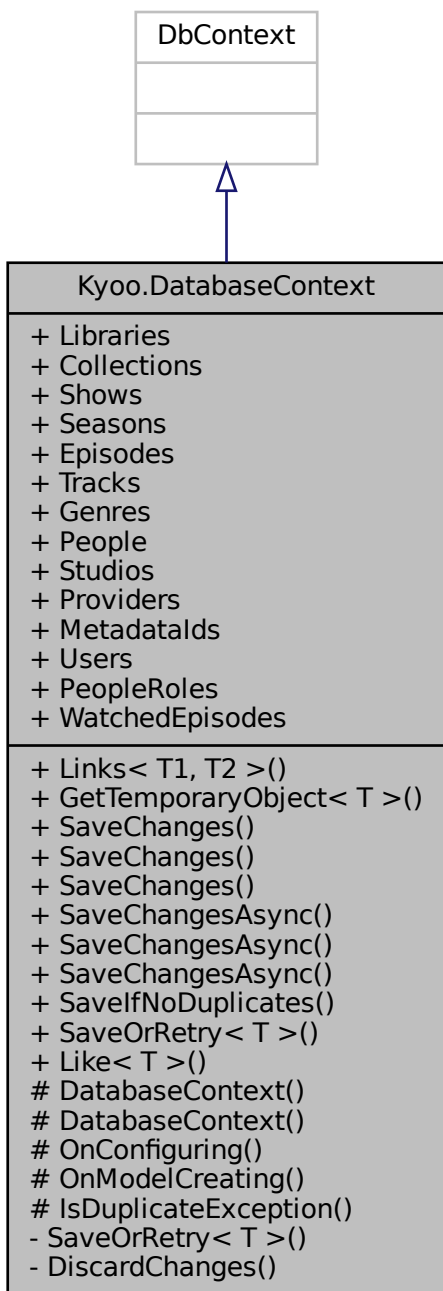 DbContext
Kyoo.DatabaseContext
+ Libraries
+ Collections
+ Shows
+ Seasons
+ Episodes
+ Tracks
+ Genres
+ People
+ Studios
+ Providers
+ MetadataIds
+ Users
+ PeopleRoles
+ WatchedEpisodes
+ Links< T1, T2 >()
+ GetTemporaryObject< T >()
+ SaveChanges()
+ SaveChanges()
+ SaveChanges()
+ SaveChangesAsync()
+ SaveChangesAsync()
+ SaveChangesAsync()
+ SaveIfNoDuplicates()
+ SaveOrRetry< T >()
+ Like< T >()
# DatabaseContext()
# DatabaseContext()
# OnConfiguring()
# OnModelCreating()
# IsDuplicateException()
- SaveOrRetry< T >()
- DiscardChanges()